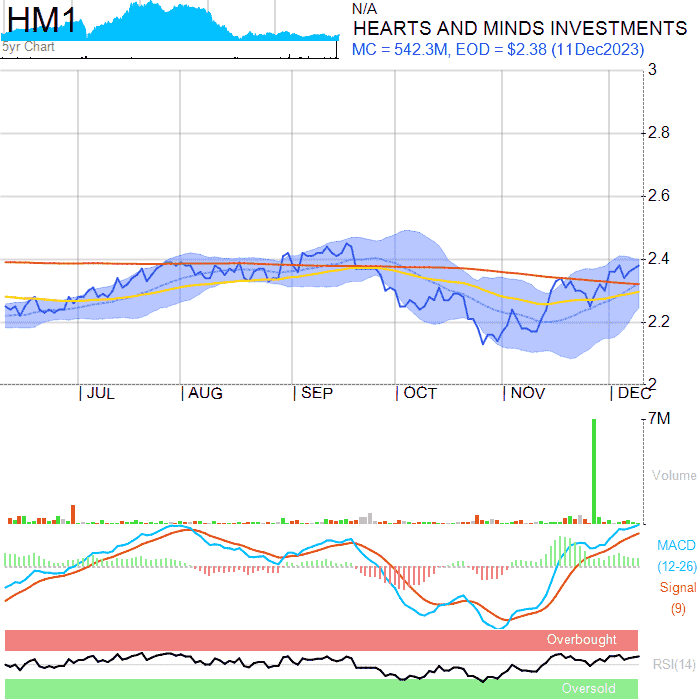 HM1
5yr Chart
N/A
HEARTS AND MINDS INVESTMENTS
MC = 542.3M, EOD = $2.38 (11Dec2023)
3
2.8
2.6
2.4
2.2
2
JUL AUG SEP OCT NOV DEC
7M
Volume
MACD
(12-26)
Signal
(9)
Overbought
RSI(14)
Oversold